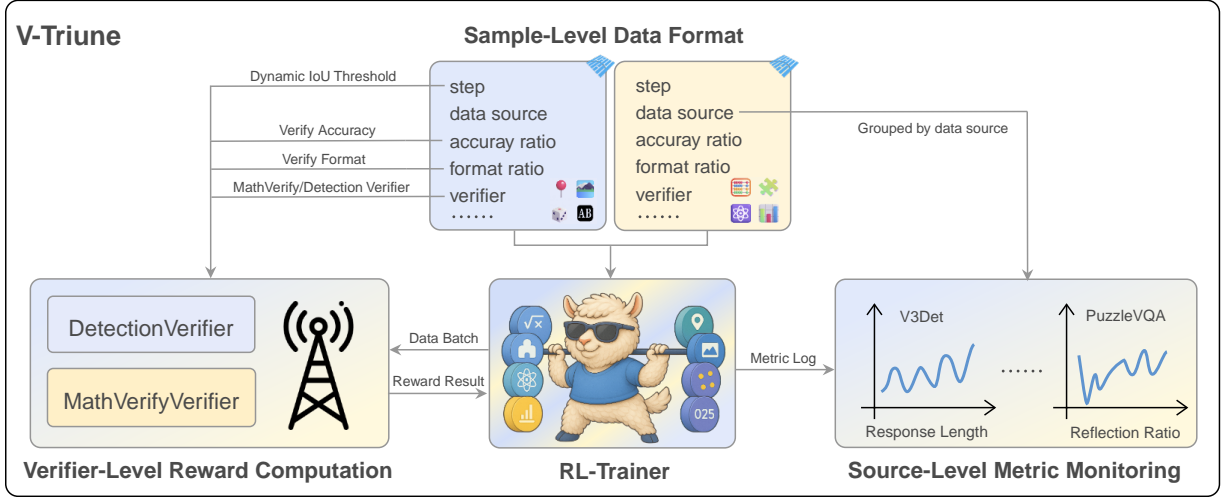 V-Triune
Sample-Level Data Format
Dynamic IoU Threshold
Verify Accuracy
Verify Format
MathVerify/Detection Verifier
step
data source
accuray ratio
format ratio
verifier
······
AB
step
data source
accuray ratio
format ratio
verifier
······
Grouped by data source
DetectionVerifier
MathVerifyVerifier
Verifier-Level Reward Computation
Data Batch
Reward Result
√x
025
RL-Trainer
Metric Log
V3Det
Response Length
······
PuzzleVQA
Reflection Ratio
Source-Level Metric Monitoring